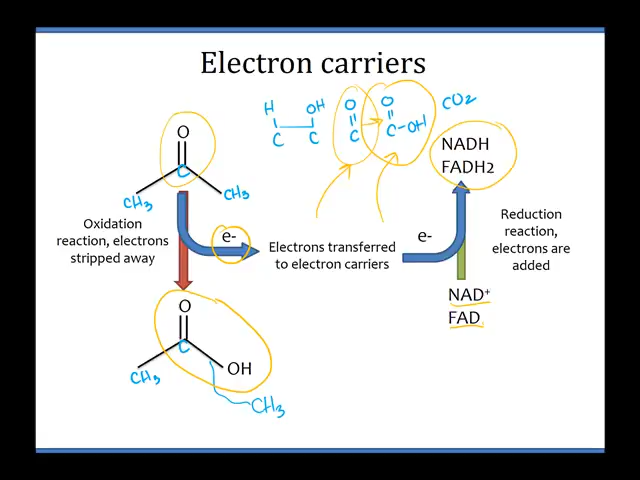 Electron carriers
H OH O O CO2
C C C C-OH
O
C
CH3 CH3
NADH
FADH2
Oxidation
reaction, electrons
stripped away
e-
Electrons transferred
to electron carriers
e-
Reduction
reaction,
electrons are
added
NAD+
FAD
O
C
CH3 OH
CH3